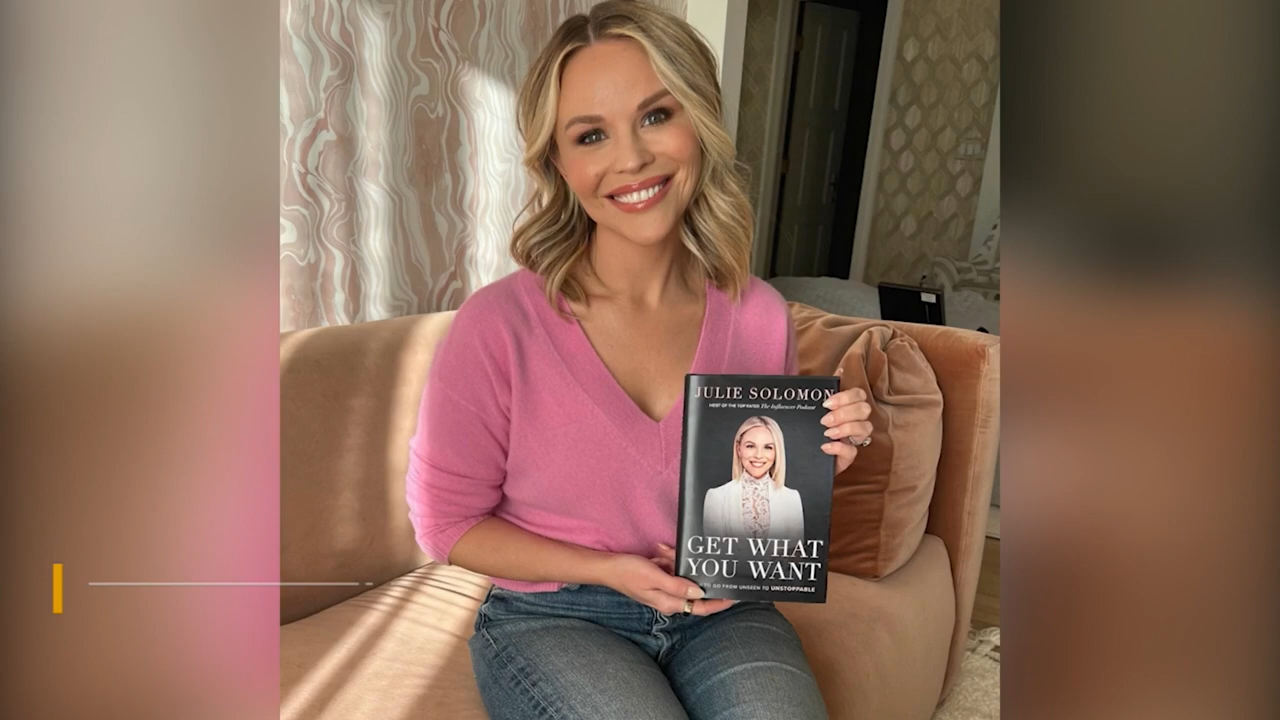 JULIE SOLOMON
HOST OF THE TOP-RATED The Influencer Podcast
GET WHAT
YOU WANT
TO GO FROM UNSEEN TO UNSTOPPABLE